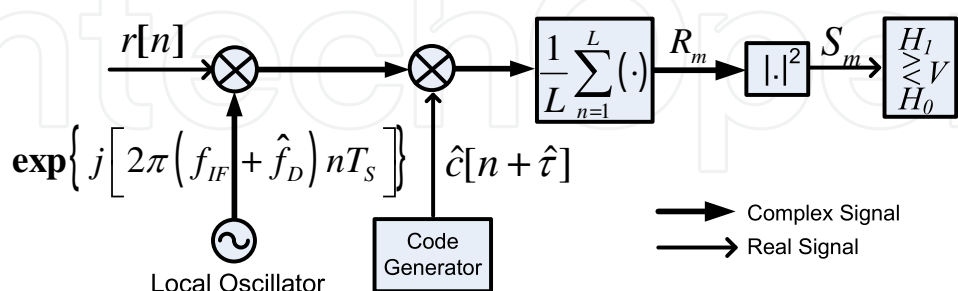 r[n]
exp{ j[ 2π( f_IF + f̂_D ) nT_S ] }
ĉ[n + τ̂]
1/L ∑_{n=1}^{L} (·)
R_m
|.|²
S_m
H_1
≷ V
H_0
Local Oscillator
Code
Generator
Complex Signal
Real Signal